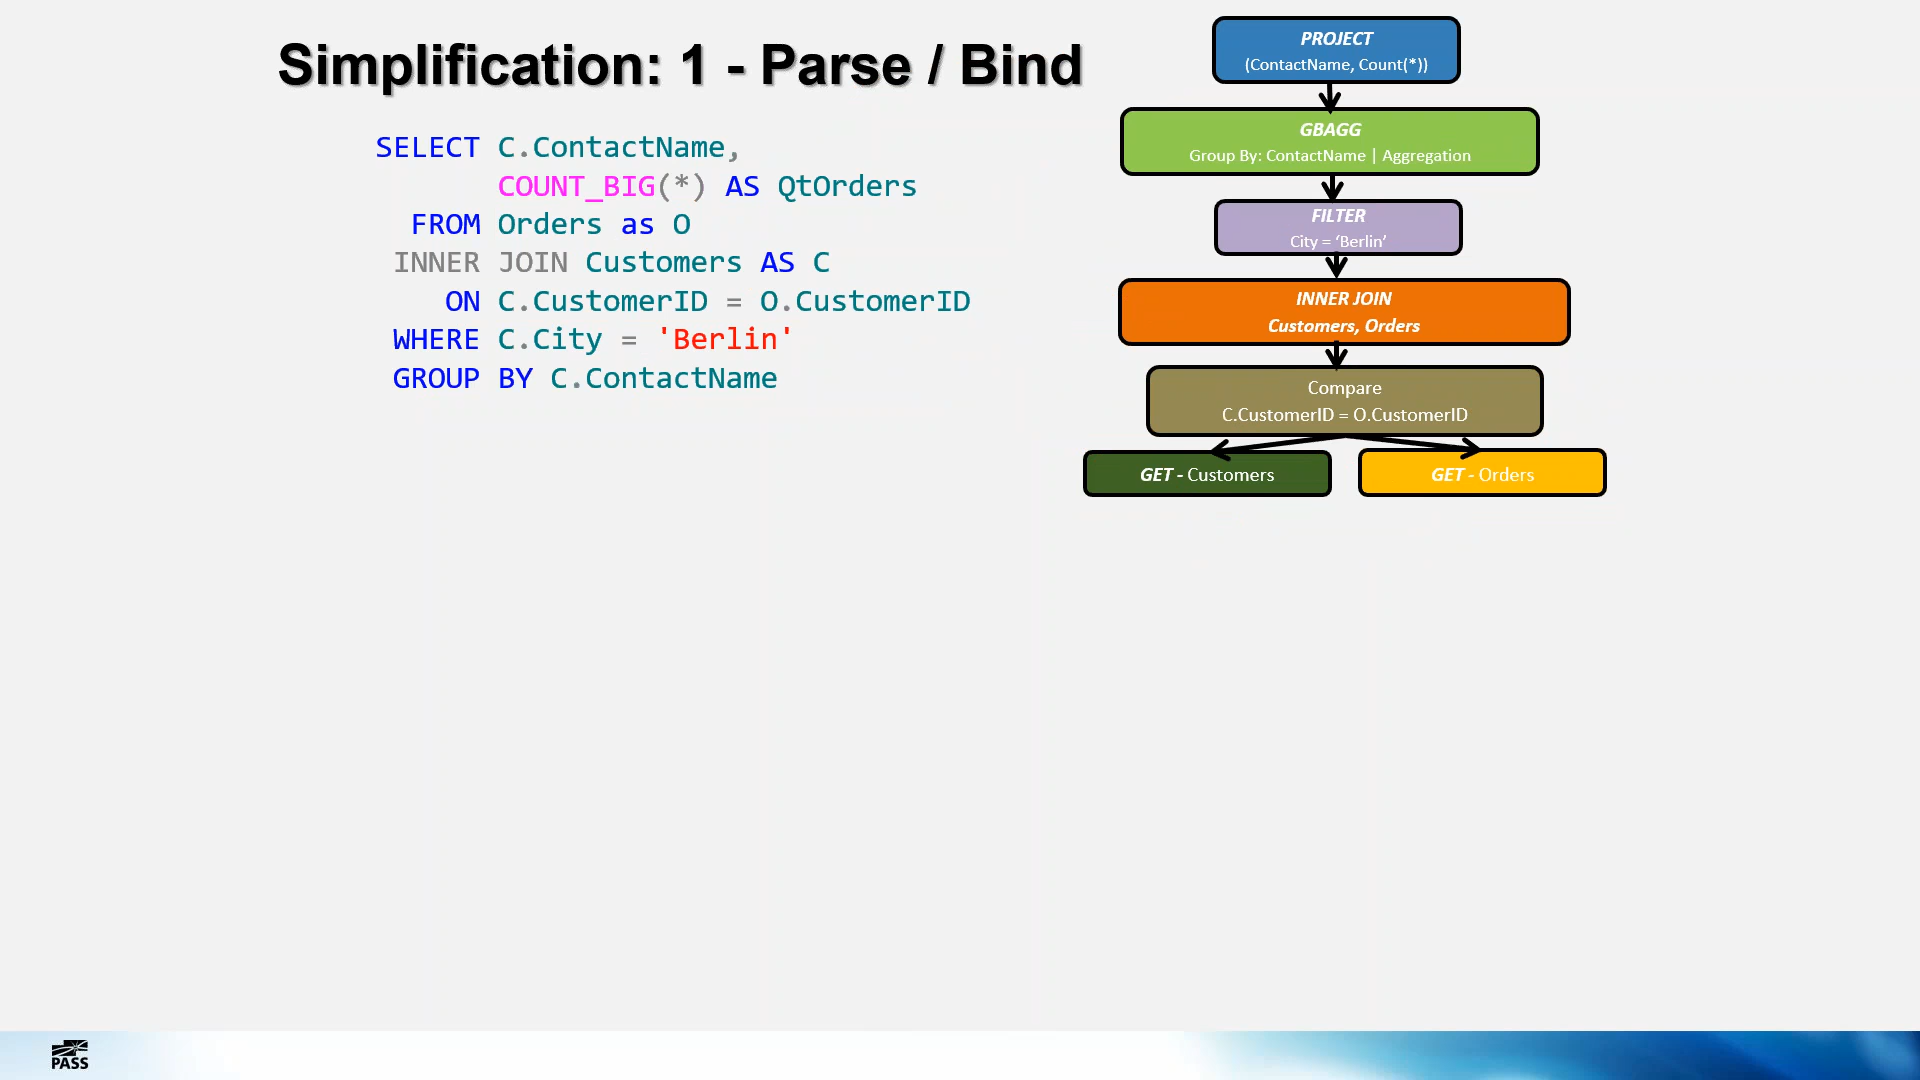 Simplification: 1 - Parse / Bind
SELECT C.ContactName,
COUNT_BIG(*) AS QtOrders
FROM Orders as O
INNER JOIN Customers AS C
ON C.CustomerID = O.CustomerID
WHERE C.City = 'Berlin'
GROUP BY C.ContactName
PROJECT
(ContactName, Count(*))
GBAGG
Group By: ContactName | Aggregation
FILTER
City = ‘Berlin’
INNER JOIN
Customers, Orders
Compare
C.CustomerID = O.CustomerID
GET - Customers
GET - Orders
PASS